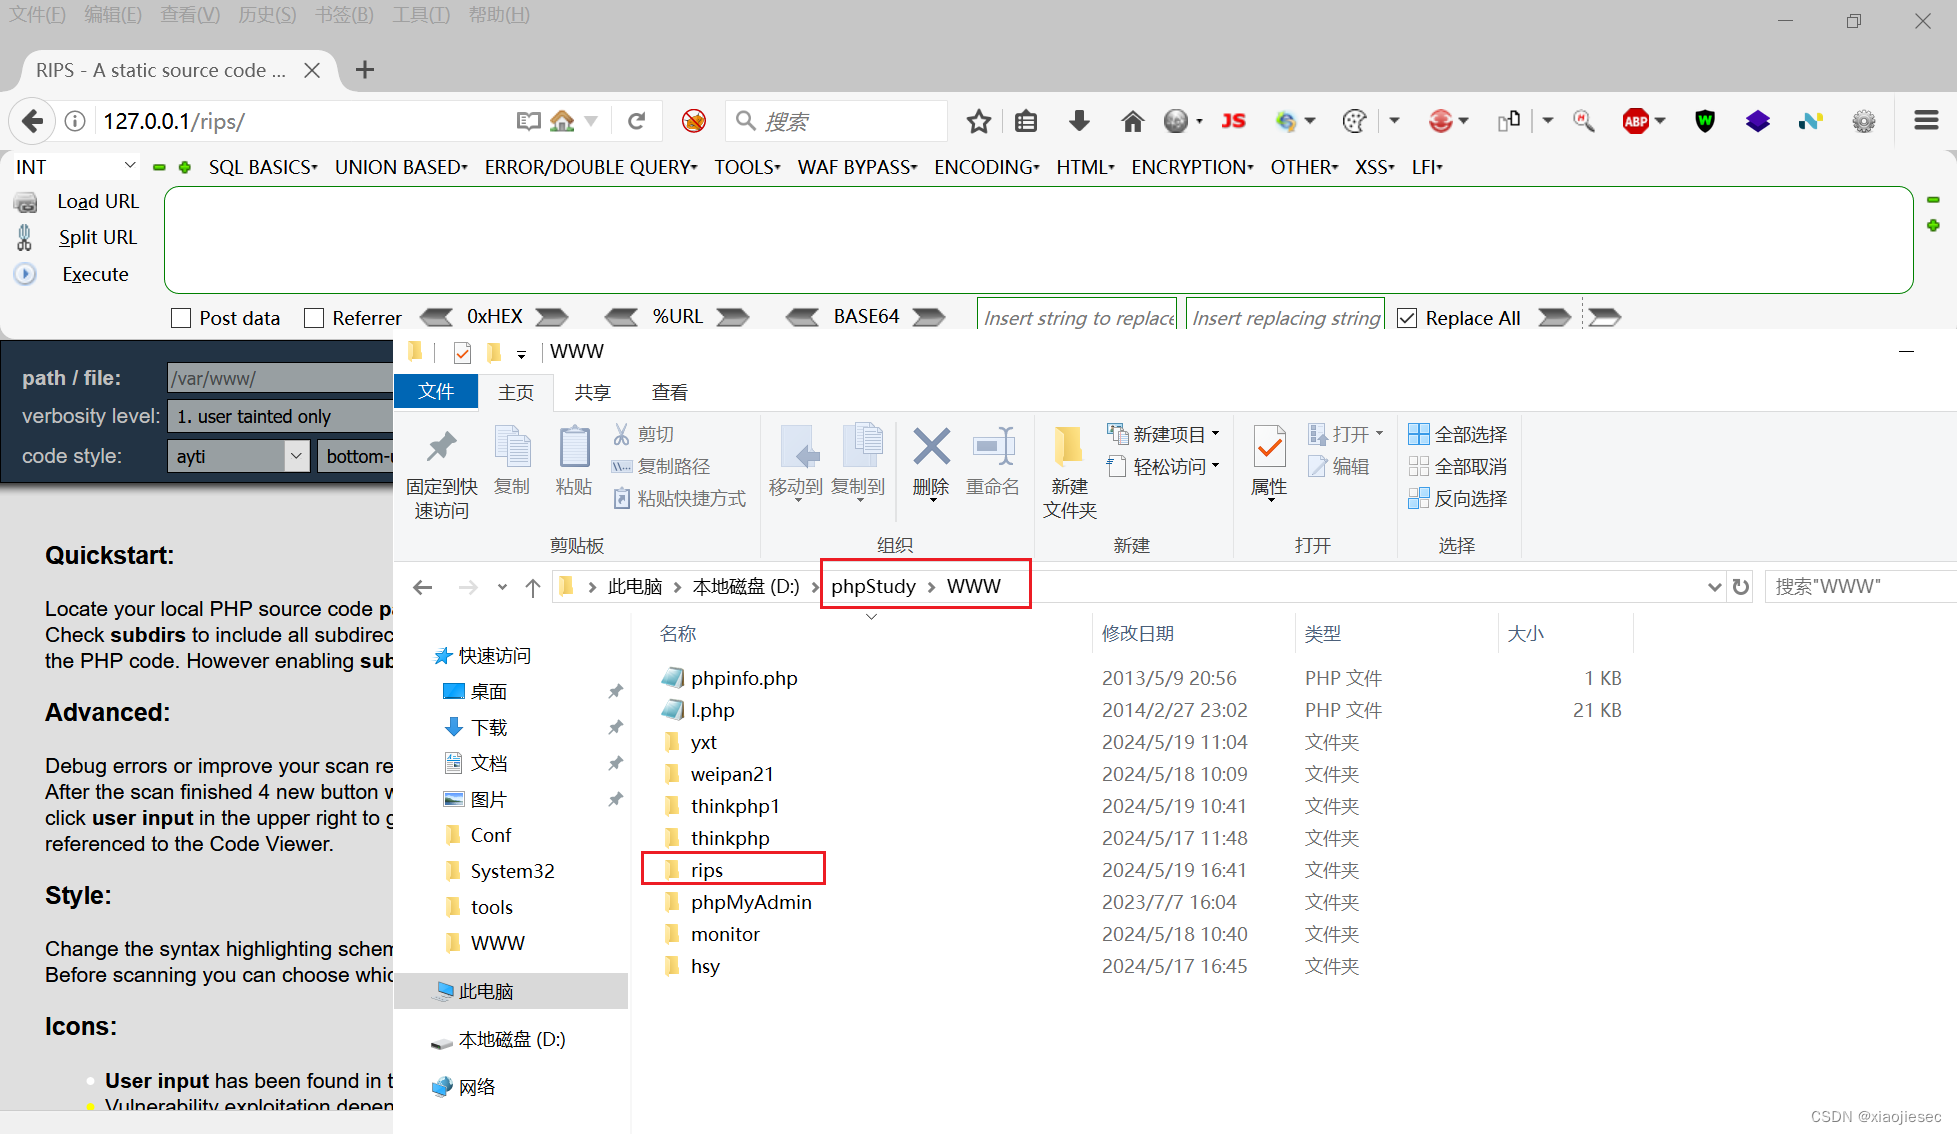 文件(F) 编辑(E) 查看(V) 历史(S) 书签(B) 工具(T) 帮助(H)
RIPS - A static source code ...
127.0.0.1/rips/
搜索
JS
ABP
INT
SQL BASICS UNION BASED ERROR/DOUBLE QUERY TOOLS WAF BYPASS ENCODING HTML ENCRYPTION OTHER XSS LFI
Load URL
Split URL
Execute
Post data Referrer 0xHEX %URL BASE64 Insert string to replace Insert replacing string Replace All
path / file: /var/www/
verbosity level: 1. user tainted only
code style: ayti bottom-u
Quickstart:
Locate your local PHP source code p
Check subdirs to include all subdirec
the PHP code. However enabling sub
Advanced:
Debug errors or improve your scan re
After the scan finished 4 new button w
click user input in the upper right to g
referenced to the Code Viewer.
Style:
Change the syntax highlighting schem
Before scanning you can choose whic
Icons:
User input has been found in t
Vulnerability exploitation depen
WWW
文件 主页 共享 查看
固定到快
速访问
复制
粘贴
剪切
复制路径
粘贴快捷方式
剪贴板
移动到 复制到 删除 重命名
组织
新建
文件夹
新建项目
轻松访问
新建
属性
打开
编辑
打开
全部选择
全部取消
反向选择
选择
此电脑 本地磁盘 (D:) phpStudy WWW
搜索"WWW"
快速访问
桌面
下载
文档
图片
Conf
System32
tools
WWW
此电脑
本地磁盘 (D:)
网络
名称 修改日期 类型 大小
phpinfo.php 2013/5/9 20:56 PHP 文件 1 KB
l.php 2014/2/27 23:02 PHP 文件 21 KB
yxt 2024/5/19 11:04 文件夹
weipan21 2024/5/18 10:09 文件夹
thinkphp1 2024/5/19 10:41 文件夹
thinkphp 2024/5/17 11:48 文件夹
rips 2024/5/19 16:41 文件夹
phpMyAdmin 2023/7/7 16:04 文件夹
monitor 2024/5/18 10:40 文件夹
hsy 2024/5/17 16:45 文件夹
CSDN @xiaojiesec